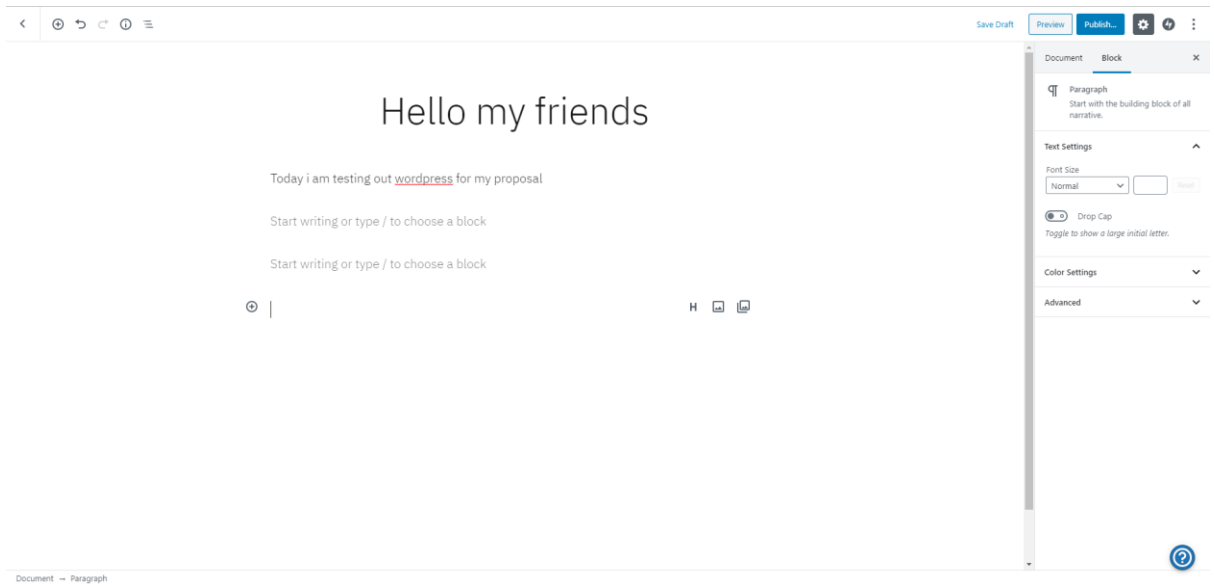 Save Draft Preview Publish...
Document Block
Hello my friends
Today i am testing out wordpress for my proposal
Start writing or type / to choose a block
Start writing or type / to choose a block
H
Paragraph
Start with the building block of all
narrative.
Text Settings
Font Size
Normal Reset
Drop Cap
Toggle to show a large initial letter.
Color Settings
Advanced
Document → Paragraph